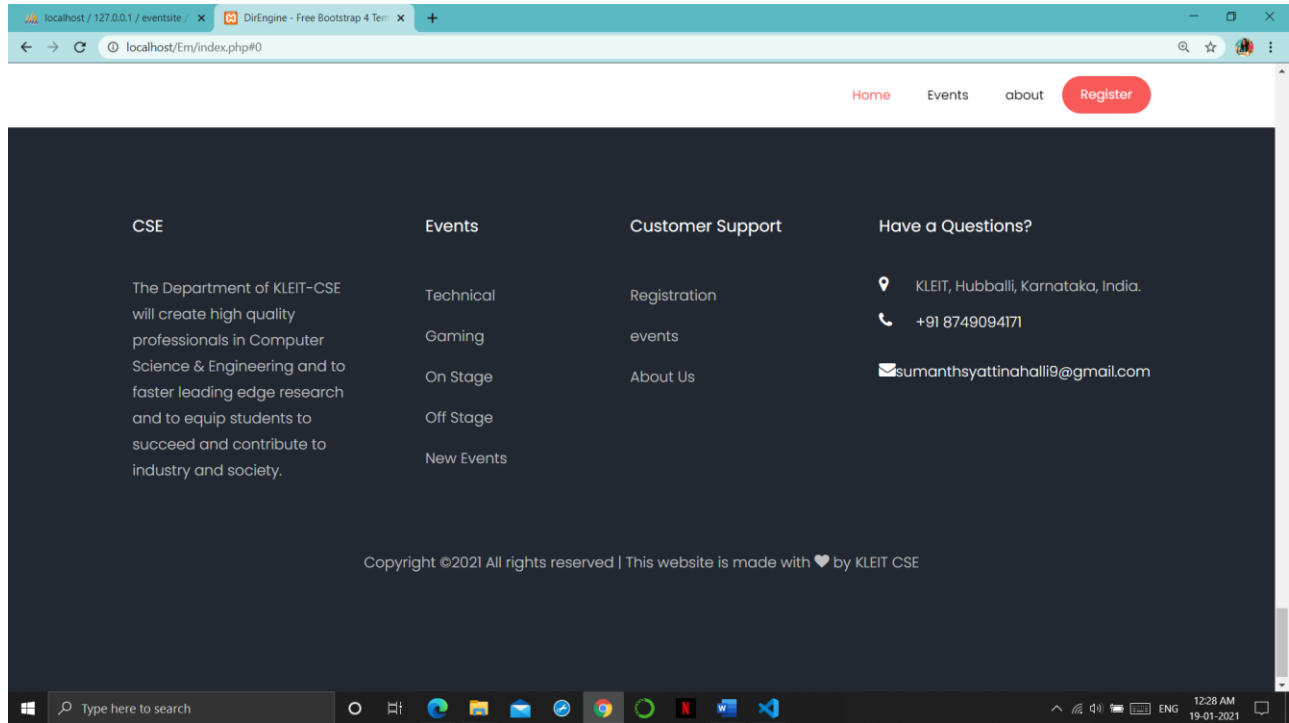 localhost / 127.0.0.1 / eventsite /
DirEngine - Free Bootstrap 4 Tem
localhost/Em/index.php#0
Home Events about Register
CSE
The Department of KLEIT-CSE
will create high quality
professionals in Computer
Science & Engineering and to
faster leading edge research
and to equip students to
succeed and contribute to
industry and society.
Events
Technical
Gaming
On Stage
Off Stage
New Events
Customer Support
Registration
events
About Us
Have a Questions?
KLEIT, Hubballi, Karnataka, India.
+91 8749094171
sumanthsyattinahalli9@gmail.com
Copyright ©2021 All rights reserved | This website is made with ♥ by KLEIT CSE
Type here to search
ENG
12:28 AM
19-01-2021